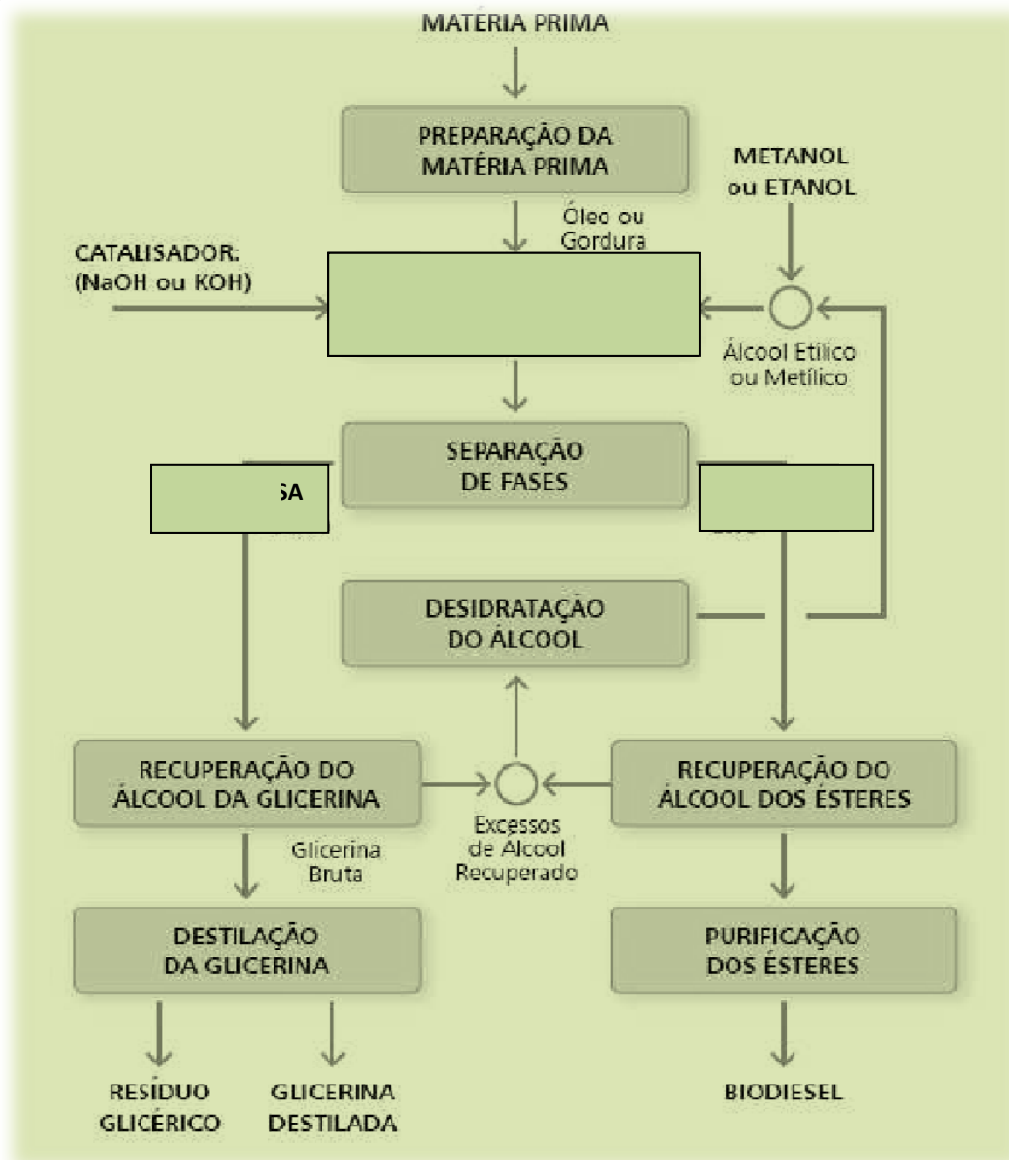 MATÉRIA PRIMA
PREPARAÇÃO DA
MATÉRIA PRIMA
METANOL
ou ETANOL
Óleo ou
Gordura
CATALISADOR:
(NaOH ou KOH)
Álcool Etílico
ou Metílico
SEPARAÇÃO
DE FASES
SA
DESIDRATAÇÃO
DO ÁLCOOL
RECUPERAÇÃO DO
ÁLCOOL DA GLICERINA
RECUPERAÇÃO DO
ÁLCOOL DOS ÉSTERES
Excessos
de Álcool
Recuperado
Glicerina
Bruta
DESTILAÇÃO
DA GLICERINA
PURIFICAÇÃO
DOS ÉSTERES
RESÍDUO
GLICÉRICO
GLICERINA
DESTILADA
BIODIESEL